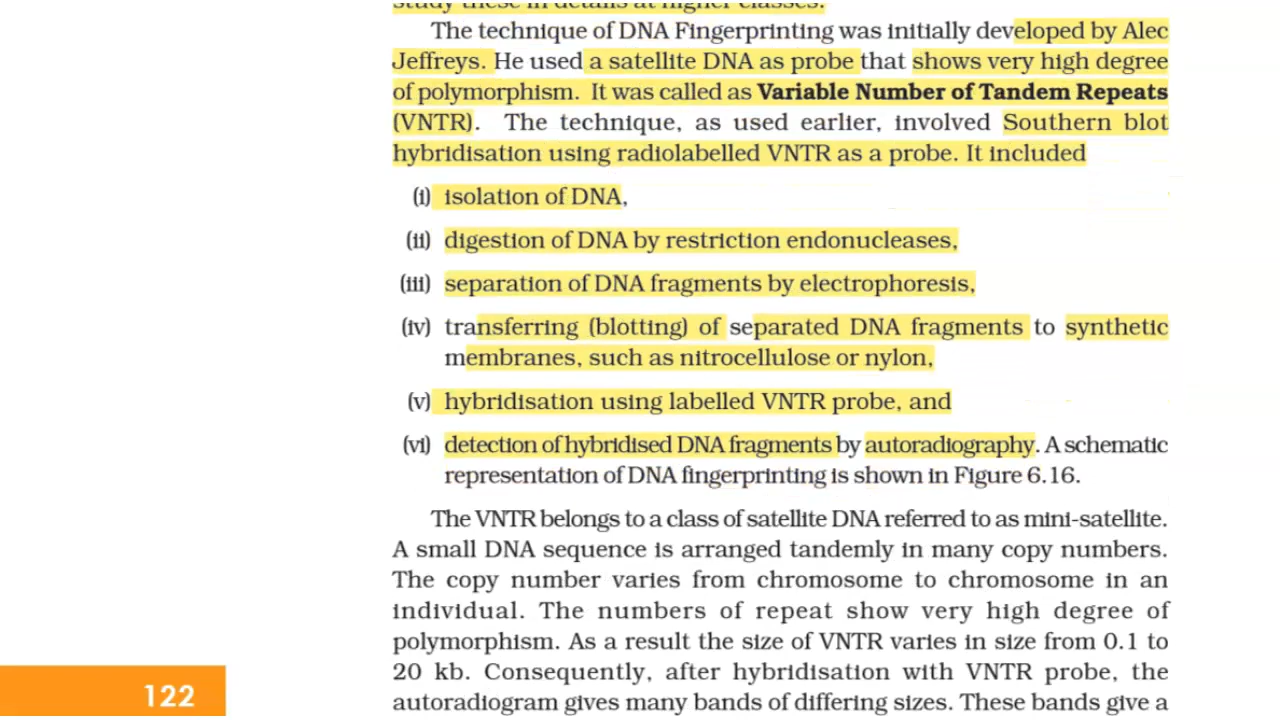 study these in details at higher classes.
The technique of DNA Fingerprinting was initially developed by Alec
Jeffreys. He used a satellite DNA as probe that shows very high degree
of polymorphism. It was called as Variable Number of Tandem Repeats
(VNTR). The technique, as used earlier, involved Southern blot
hybridisation using radiolabelled VNTR as a probe. It included
(i) isolation of DNA,
(ii) digestion of DNA by restriction endonucleases,
(iii) separation of DNA fragments by electrophoresis,
(iv) transferring (blotting) of separated DNA fragments to synthetic
membranes, such as nitrocellulose or nylon,
(v) hybridisation using labelled VNTR probe, and
(vi) detection of hybridised DNA fragments by autoradiography. A schematic
representation of DNA fingerprinting is shown in Figure 6.16.
The VNTR belongs to a class of satellite DNA referred to as mini-satellite.
A small DNA sequence is arranged tandemly in many copy numbers.
The copy number varies from chromosome to chromosome in an
individual. The numbers of repeat show very high degree of
polymorphism. As a result the size of VNTR varies in size from 0.1 to
20 kb. Consequently, after hybridisation with VNTR probe, the
autoradiogram gives many bands of differing sizes. These bands give a
122